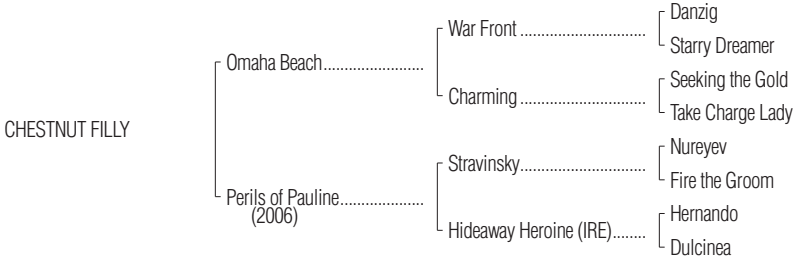 Danzig
War Front ..............................
Starry Dreamer
Omaha Beach........................
Seeking the Gold
Charming ..............................
Take Charge Lady
CHESTNUT FILLY
Nureyev
Stravinsky..............................
Fire the Groom
Perils of Pauline....................
(2006)
Hernando
Hideaway Heroine (IRE)........
Dulcinea